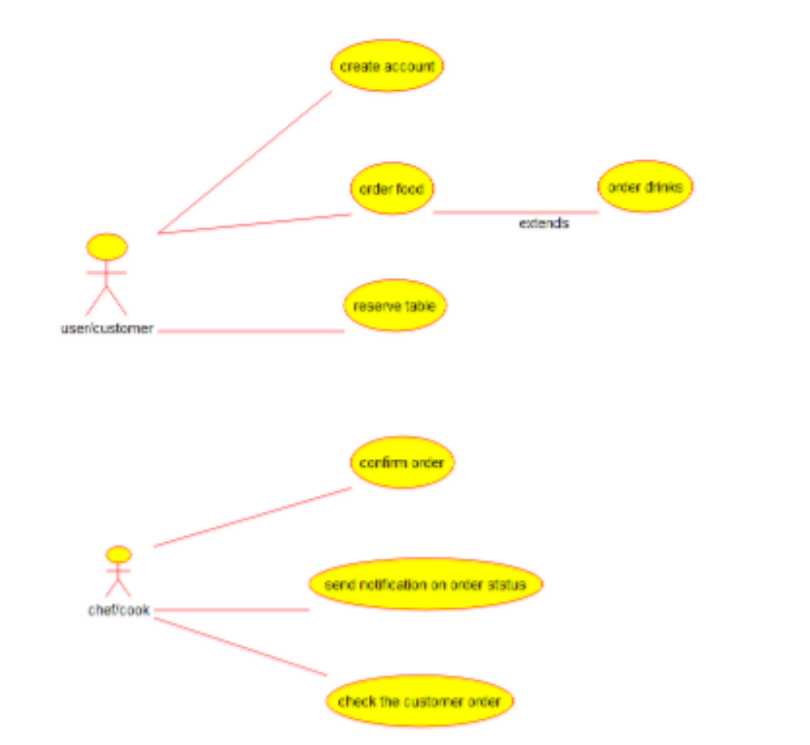 create account
order food
order drinks
extends
reserve table
user/customer
confirm order
send notification on order ststus
chef/cook
check the customer order